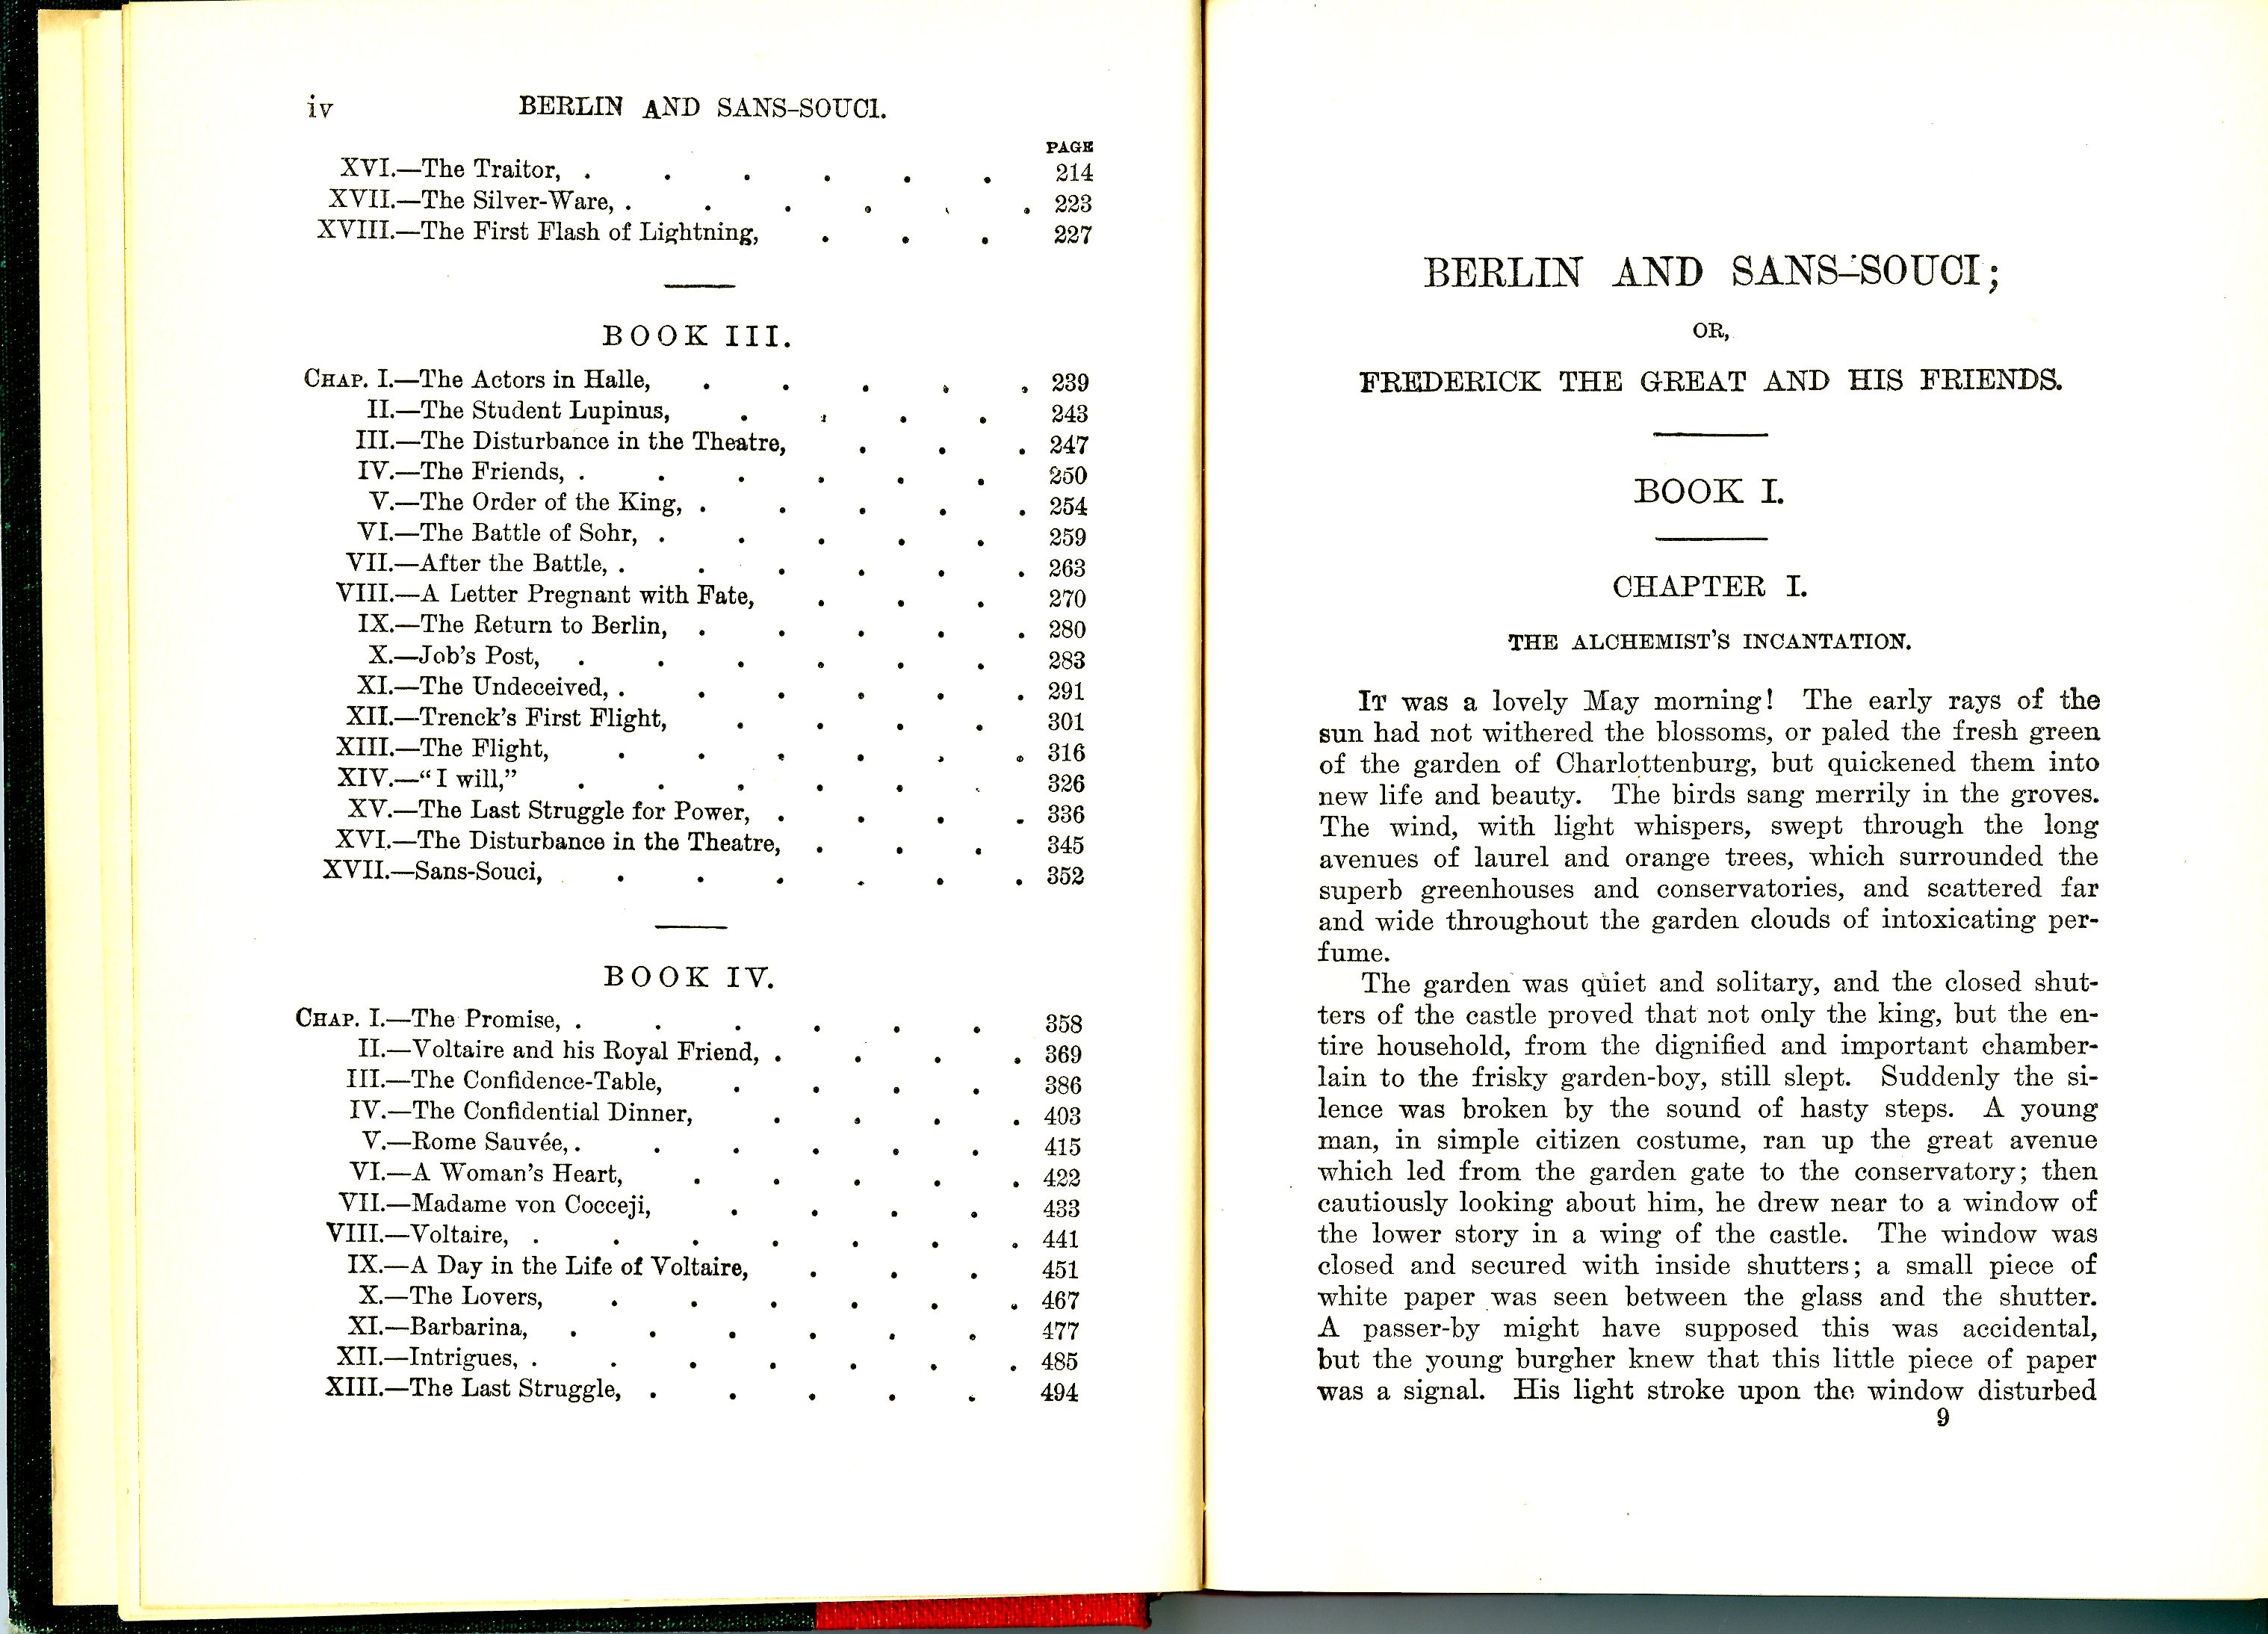 iv BERLIN AND SANS-SOUCI.
PAGE
XVI.—The Traitor, . . . . . . 214
XVII.—The Silver-Ware, . . . . . . 223
XVIII.—The First Flash of Lightning, . . . 227
BOOK III.
CHAP. I.—The Actors in Halle, . . . . . 239
II.—The Student Lupinus, . . . . 243
III.—The Disturbance in the Theatre, . . . 247
IV.—The Friends, . . . . . . 250
V.—The Order of the King, . . . . . 254
VI.—The Battle of Sohr, . . . . . 259
VII.—After the Battle, . . . . . . 263
VIII.—A Letter Pregnant with Fate, . . . 270
IX.—The Return to Berlin, . . . . . 280
X.—Job's Post, . . . . . . 283
XI.—The Undeceived, . . . . . . 291
XII.—Trenck's First Flight, . . . . 301
XIII.—The Flight, . . . . . . 316
XIV.—“I will,” . . . . . . 326
XV.—The Last Struggle for Power, . . . . 336
XVI.—The Disturbance in the Theatre, . . . 345
XVII.—Sans-Souci, . . . . . . 352
BOOK IV.
CHAP. I.—The Promise, . . . . . . 358
II.—Voltaire and his Royal Friend, . . . . 369
III.—The Confidence-Table, . . . . 386
IV.—The Confidential Dinner, . . . . 403
V.—Rome Sauvée, . . . . . . 415
VI.—A Woman's Heart, . . . . . 422
VII.—Madame von Cocceji, . . . . 433
VIII.—Voltaire, . . . . . . . 441
IX.—A Day in the Life of Voltaire, . . . 451
X.—The Lovers, . . . . . . 467
XI.—Barbarina, . . . . . . 477
XII.—Intrigues, . . . . . . . 485
XIII.—The Last Struggle, . . . . . 494
BERLIN AND SANS-SOUCI;
OR,
FREDERICK THE GREAT AND HIS FRIENDS.
BOOK I.
CHAPTER I.
THE ALCHEMIST'S INCANTATION.
IT was a lovely May morning! The early rays of the
sun had not withered the blossoms, or paled the fresh green
of the garden of Charlottenburg, but quickened them into
new life and beauty. The birds sang merrily in the groves.
The wind, with light whispers, swept through the long
avenues of laurel and orange trees, which surrounded the
superb greenhouses and conservatories, and scattered far
and wide throughout the garden clouds of intoxicating per-
fume.
The garden was quiet and solitary, and the closed shut-
ters of the castle proved that not only the king, but the en-
tire household, from the dignified and important chamber-
lain to the frisky garden-boy, still slept. Suddenly the si-
lence was broken by the sound of hasty steps. A young
man, in simple citizen costume, ran up the great avenue
which led from the garden gate to the conservatory; then
cautiously looking about him, he drew near to a window of
the lower story in a wing of the castle. The window was
closed and secured with inside shutters; a small piece of
white paper was seen between the glass and the shutter.
A passer-by might have supposed this was accidental,
but the young burgher knew that this little piece of paper
was a signal. His light stroke upon the window disturbed
9